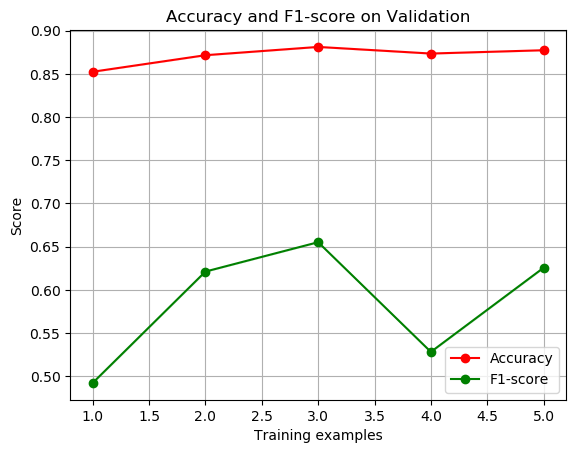 Accuracy and F1-score on Validation
0.90
0.85
0.80
0.75
0.70
0.65
0.60
0.55
0.50
Score
Accuracy
F1-score
1.0 1.5 2.0 2.5 3.0 3.5 4.0 4.5 5.0
Training examples